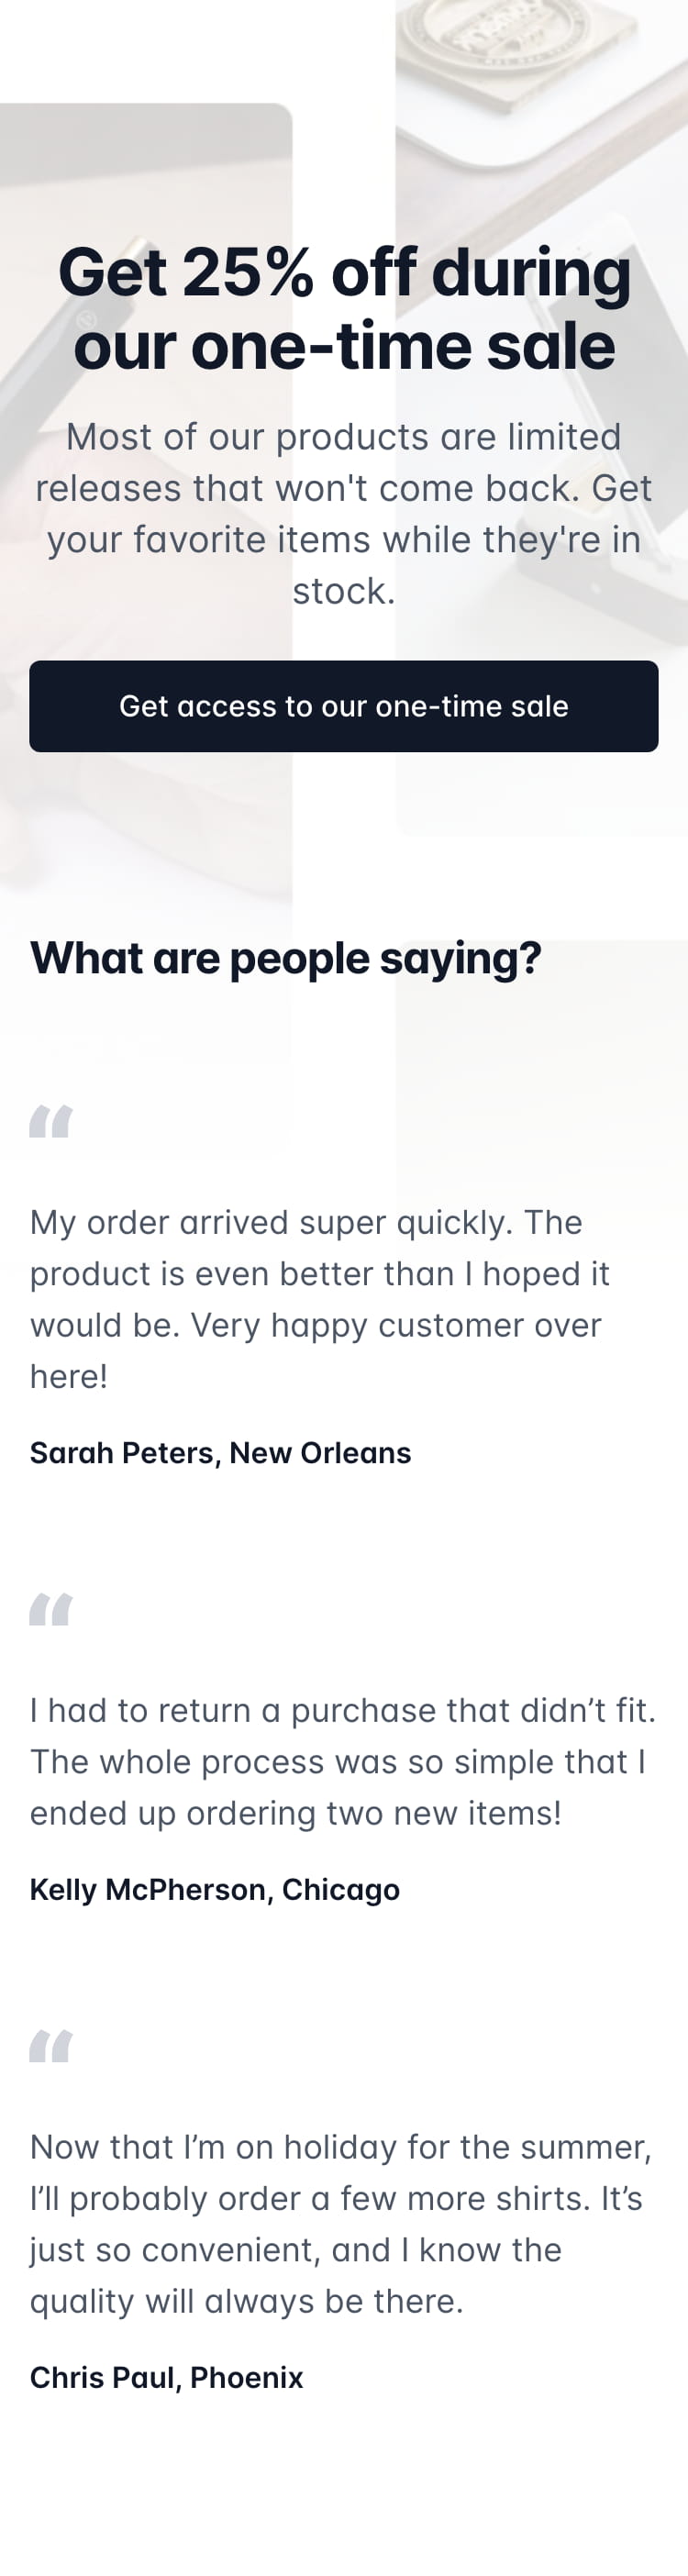 Get 25% off during
our one-time sale
Most of our products are limited
releases that won't come back. Get
your favorite items while they're in
stock.
Get access to our one-time sale
What are people saying?
“
My order arrived super quickly. The
product is even better than I hoped it
would be. Very happy customer over
here!
Sarah Peters, New Orleans
“
I had to return a purchase that didn’t fit.
The whole process was so simple that I
ended up ordering two new items!
Kelly McPherson, Chicago
“
Now that I’m on holiday for the summer,
I’ll probably order a few more shirts. It’s
just so convenient, and I know the
quality will always be there.
Chris Paul, Phoenix